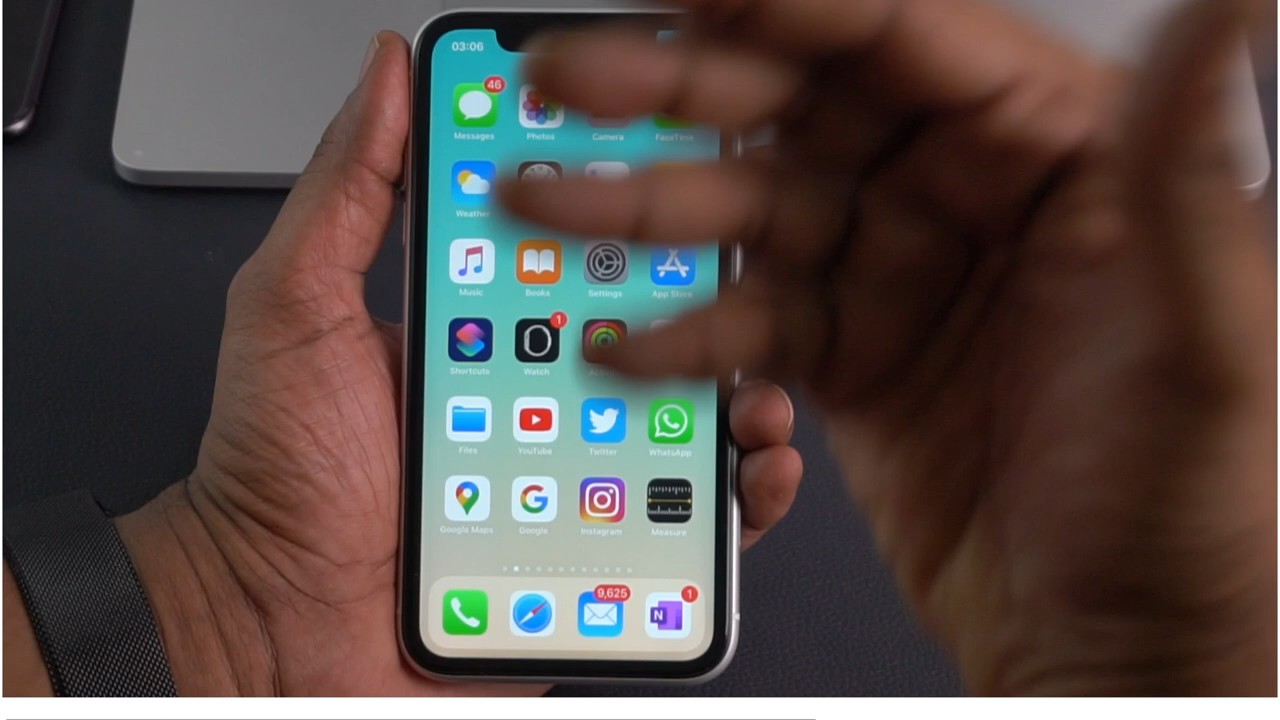 03:06
46
Messages
Photos
Camera
FaceTime
Weather
Music
Books
Settings
App Store
1
Shortcuts
Watch
Files
YouTube
Twitter
WhatsApp
G
Google Maps
Google
Instagram
Measure
9,625
1
N